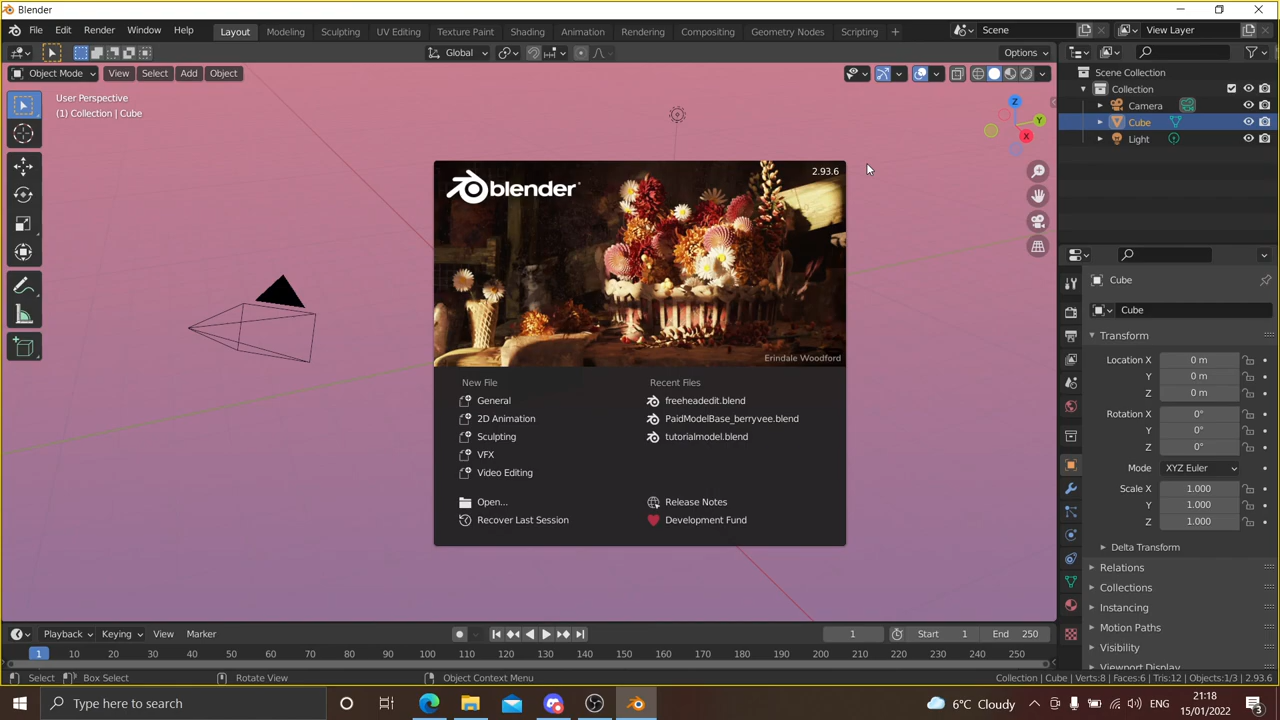 Blender
File Edit Render Window Help Layout Modeling Sculpting UV Editing Texture Paint Shading Animation Rendering Compositing Geometry Nodes Scripting + Scene View Layer
Global Options
Object Mode View Select Add Object
User Perspective
(1) Collection | Cube
Z
Y
X
Scene Collection
Collection
Camera
Cube
Light
blender
2.93.6
Erindale Woodford
New File
General
2D Animation
Sculpting
VFX
Video Editing
Open...
Recover Last Session
Recent Files
freeheadedit.blend
PaidModelBase_berryvee.blend
tutorialmodel.blend
Release Notes
Development Fund
Cube
Cube
Transform
Location X 0 m
Y 0 m
Z 0 m
Rotation X 0°
Y 0°
Z 0°
Mode XYZ Euler
Scale X 1.000
Y 1.000
Z 1.000
Delta Transform
Relations
Collections
Instancing
Motion Paths
Visibility
Viewport Display
Playback Keying View Marker 1 Start 1 End 250
1 10 20 30 40 50 60 70 80 90 100 110 120 130 140 150 160 170 180 190 200 210 220 230 240 250
Select Box Select Rotate View Object Context Menu Collection | Cube | Verts:8 | Faces:6 | Tris:12 | Objects:1/3 | 2.93.6
Type here to search 6°C Cloudy ENG 21:18
15/01/2022 3